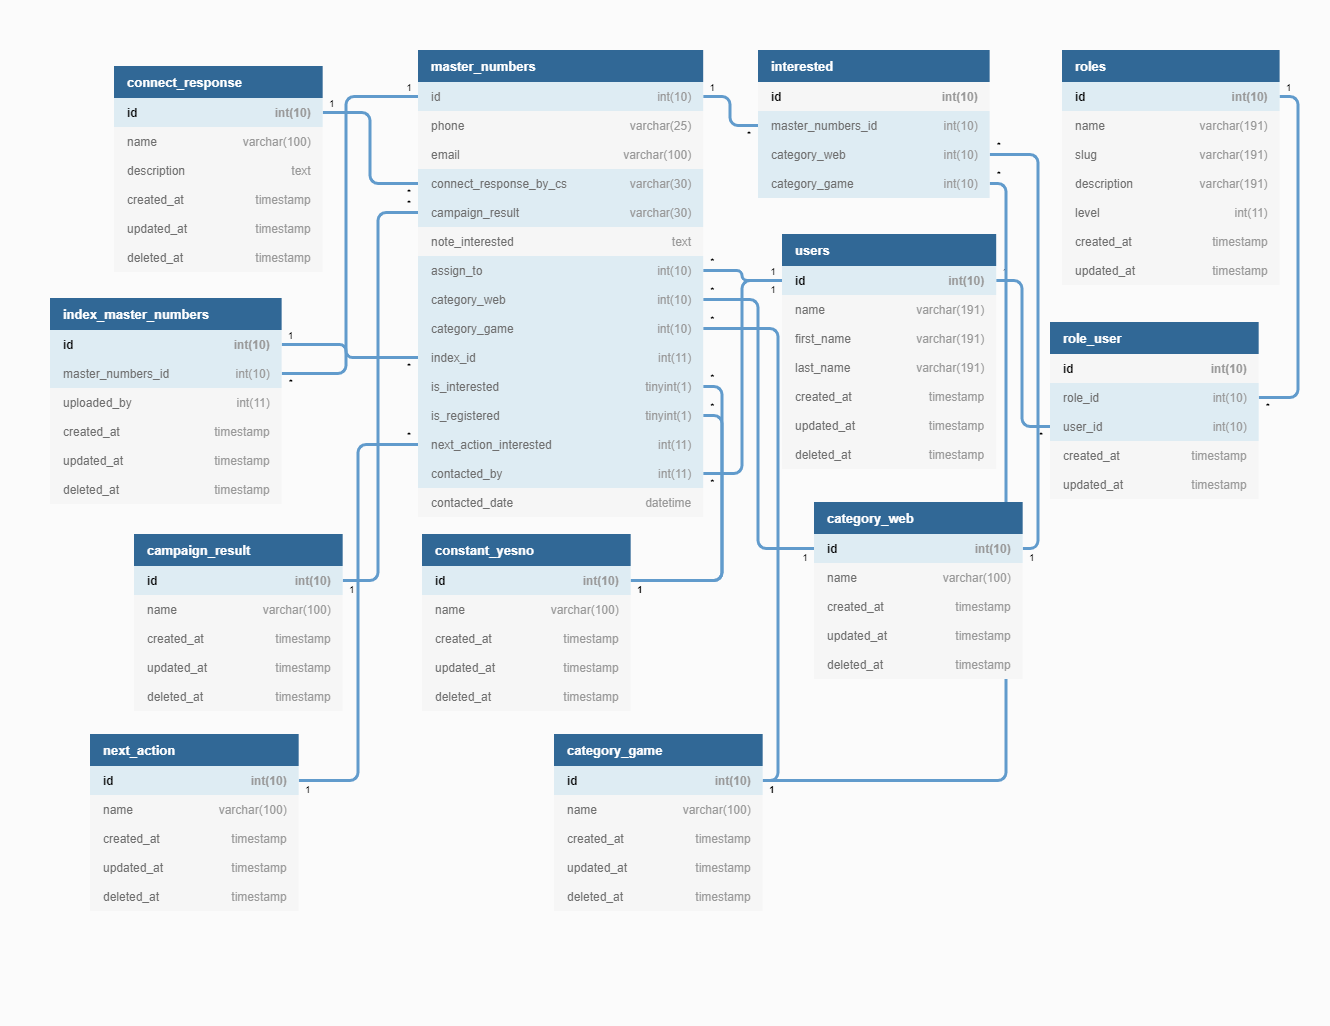 connect_response
id int(10)
name varchar(100)
description text
created_at timestamp
updated_at timestamp
deleted_at timestamp
index_master_numbers
id int(10)
master_numbers_id int(10)
uploaded_by int(11)
created_at timestamp
updated_at timestamp
deleted_at timestamp
campaign_result
id int(10)
name varchar(100)
created_at timestamp
updated_at timestamp
deleted_at timestamp
next_action
id int(10)
name varchar(100)
created_at timestamp
updated_at timestamp
deleted_at timestamp
master_numbers
id int(10)
phone varchar(25)
email varchar(100)
connect_response_by_cs varchar(30)
campaign_result varchar(30)
note_interested text
assign_to int(10)
category_web int(10)
category_game int(10)
index_id int(11)
is_interested tinyint(1)
is_registered tinyint(1)
next_action_interested int(11)
contacted_by int(11)
contacted_date datetime
constant_yesno
id int(10)
name varchar(100)
created_at timestamp
updated_at timestamp
deleted_at timestamp
category_game
id int(10)
name varchar(100)
created_at timestamp
updated_at timestamp
deleted_at timestamp
interested
id int(10)
master_numbers_id int(10)
category_web int(10)
category_game int(10)
users
id int(10)
name varchar(191)
first_name varchar(191)
last_name varchar(191)
created_at timestamp
updated_at timestamp
deleted_at timestamp
category_web
id int(10)
name varchar(100)
created_at timestamp
updated_at timestamp
deleted_at timestamp
roles
id int(10)
name varchar(191)
slug varchar(191)
description varchar(191)
level int(11)
created_at timestamp
updated_at timestamp
role_user
id int(10)
role_id int(10)
user_id int(10)
created_at timestamp
updated_at timestamp
1
*
1
*
1
*
1
*
1
*
1
*
1
*
1
*
1
*
1
*
1
*
1
*
1
*
1
*
1
*